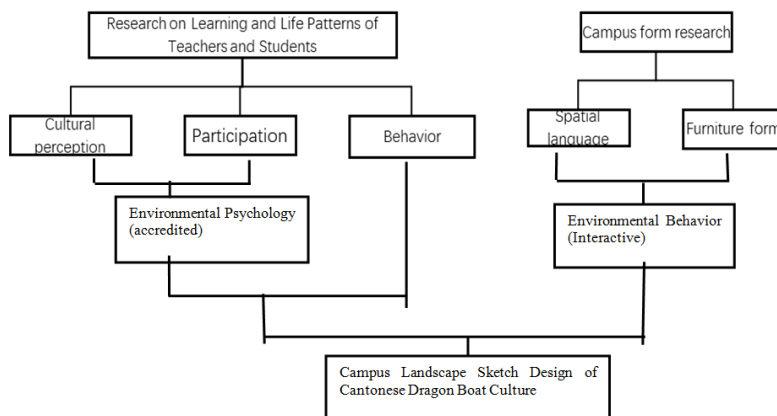 Research on Learning and Life Patterns of
Teachers and Students
Campus form research
Cultural
perception
Participation
Behavior
Spatial
language
Furniture form
Environmental Psychology
(accredited)
Environmental Behavior
(Interactive)
Campus Landscape Sketch Design of
Cantonese Dragon Boat Culture